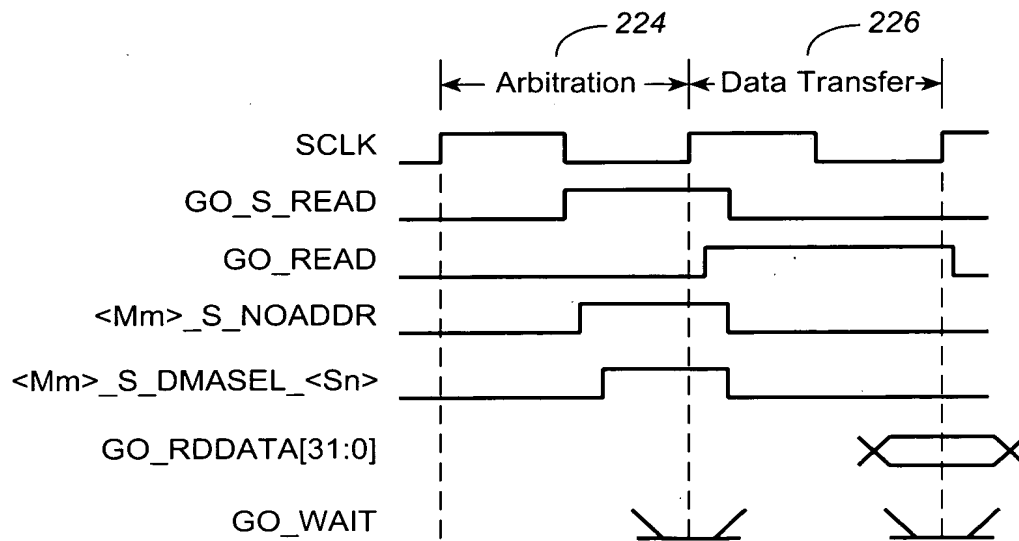 224 226
Arbitration Data Transfer
SCLK
GO_S_READ
GO_READ
<Mm>_S_NOADDR
<Mm>_S_DMASEL_<Sn>
GO_RDDATA[31:0]
GO_WAIT